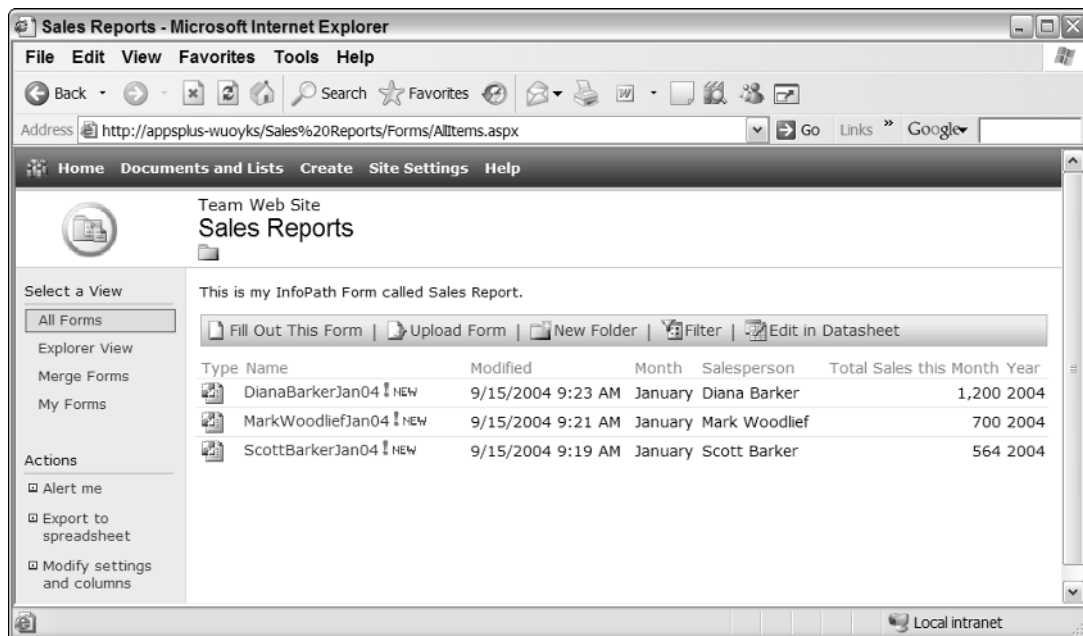 Sales Reports - Microsoft Internet Explorer
File Edit View Favorites Tools Help
Back Search Favorites W
Address http://appsplus-wuoyks/Sales%20Reports/Forms/AllItems.aspx Go Links » Google
Home Documents and Lists Create Site Settings Help
Team Web Site
Sales Reports
Select a View
All Forms
Explorer View
Merge Forms
My Forms
Actions
Alert me
Export to
spreadsheet
Modify settings
and columns
This is my InfoPath Form called Sales Report.
Fill Out This Form | Upload Form | New Folder | Filter | Edit in Datasheet
Type Name Modified Month Salesperson Total Sales this Month Year
DianaBarkerJan04 ! NEW 9/15/2004 9:23 AM January Diana Barker 1,200 2004
MarkWoodliefJan04 ! NEW 9/15/2004 9:21 AM January Mark Woodlief 700 2004
ScottBarkerJan04 ! NEW 9/15/2004 9:19 AM January Scott Barker 564 2004
Local intranet